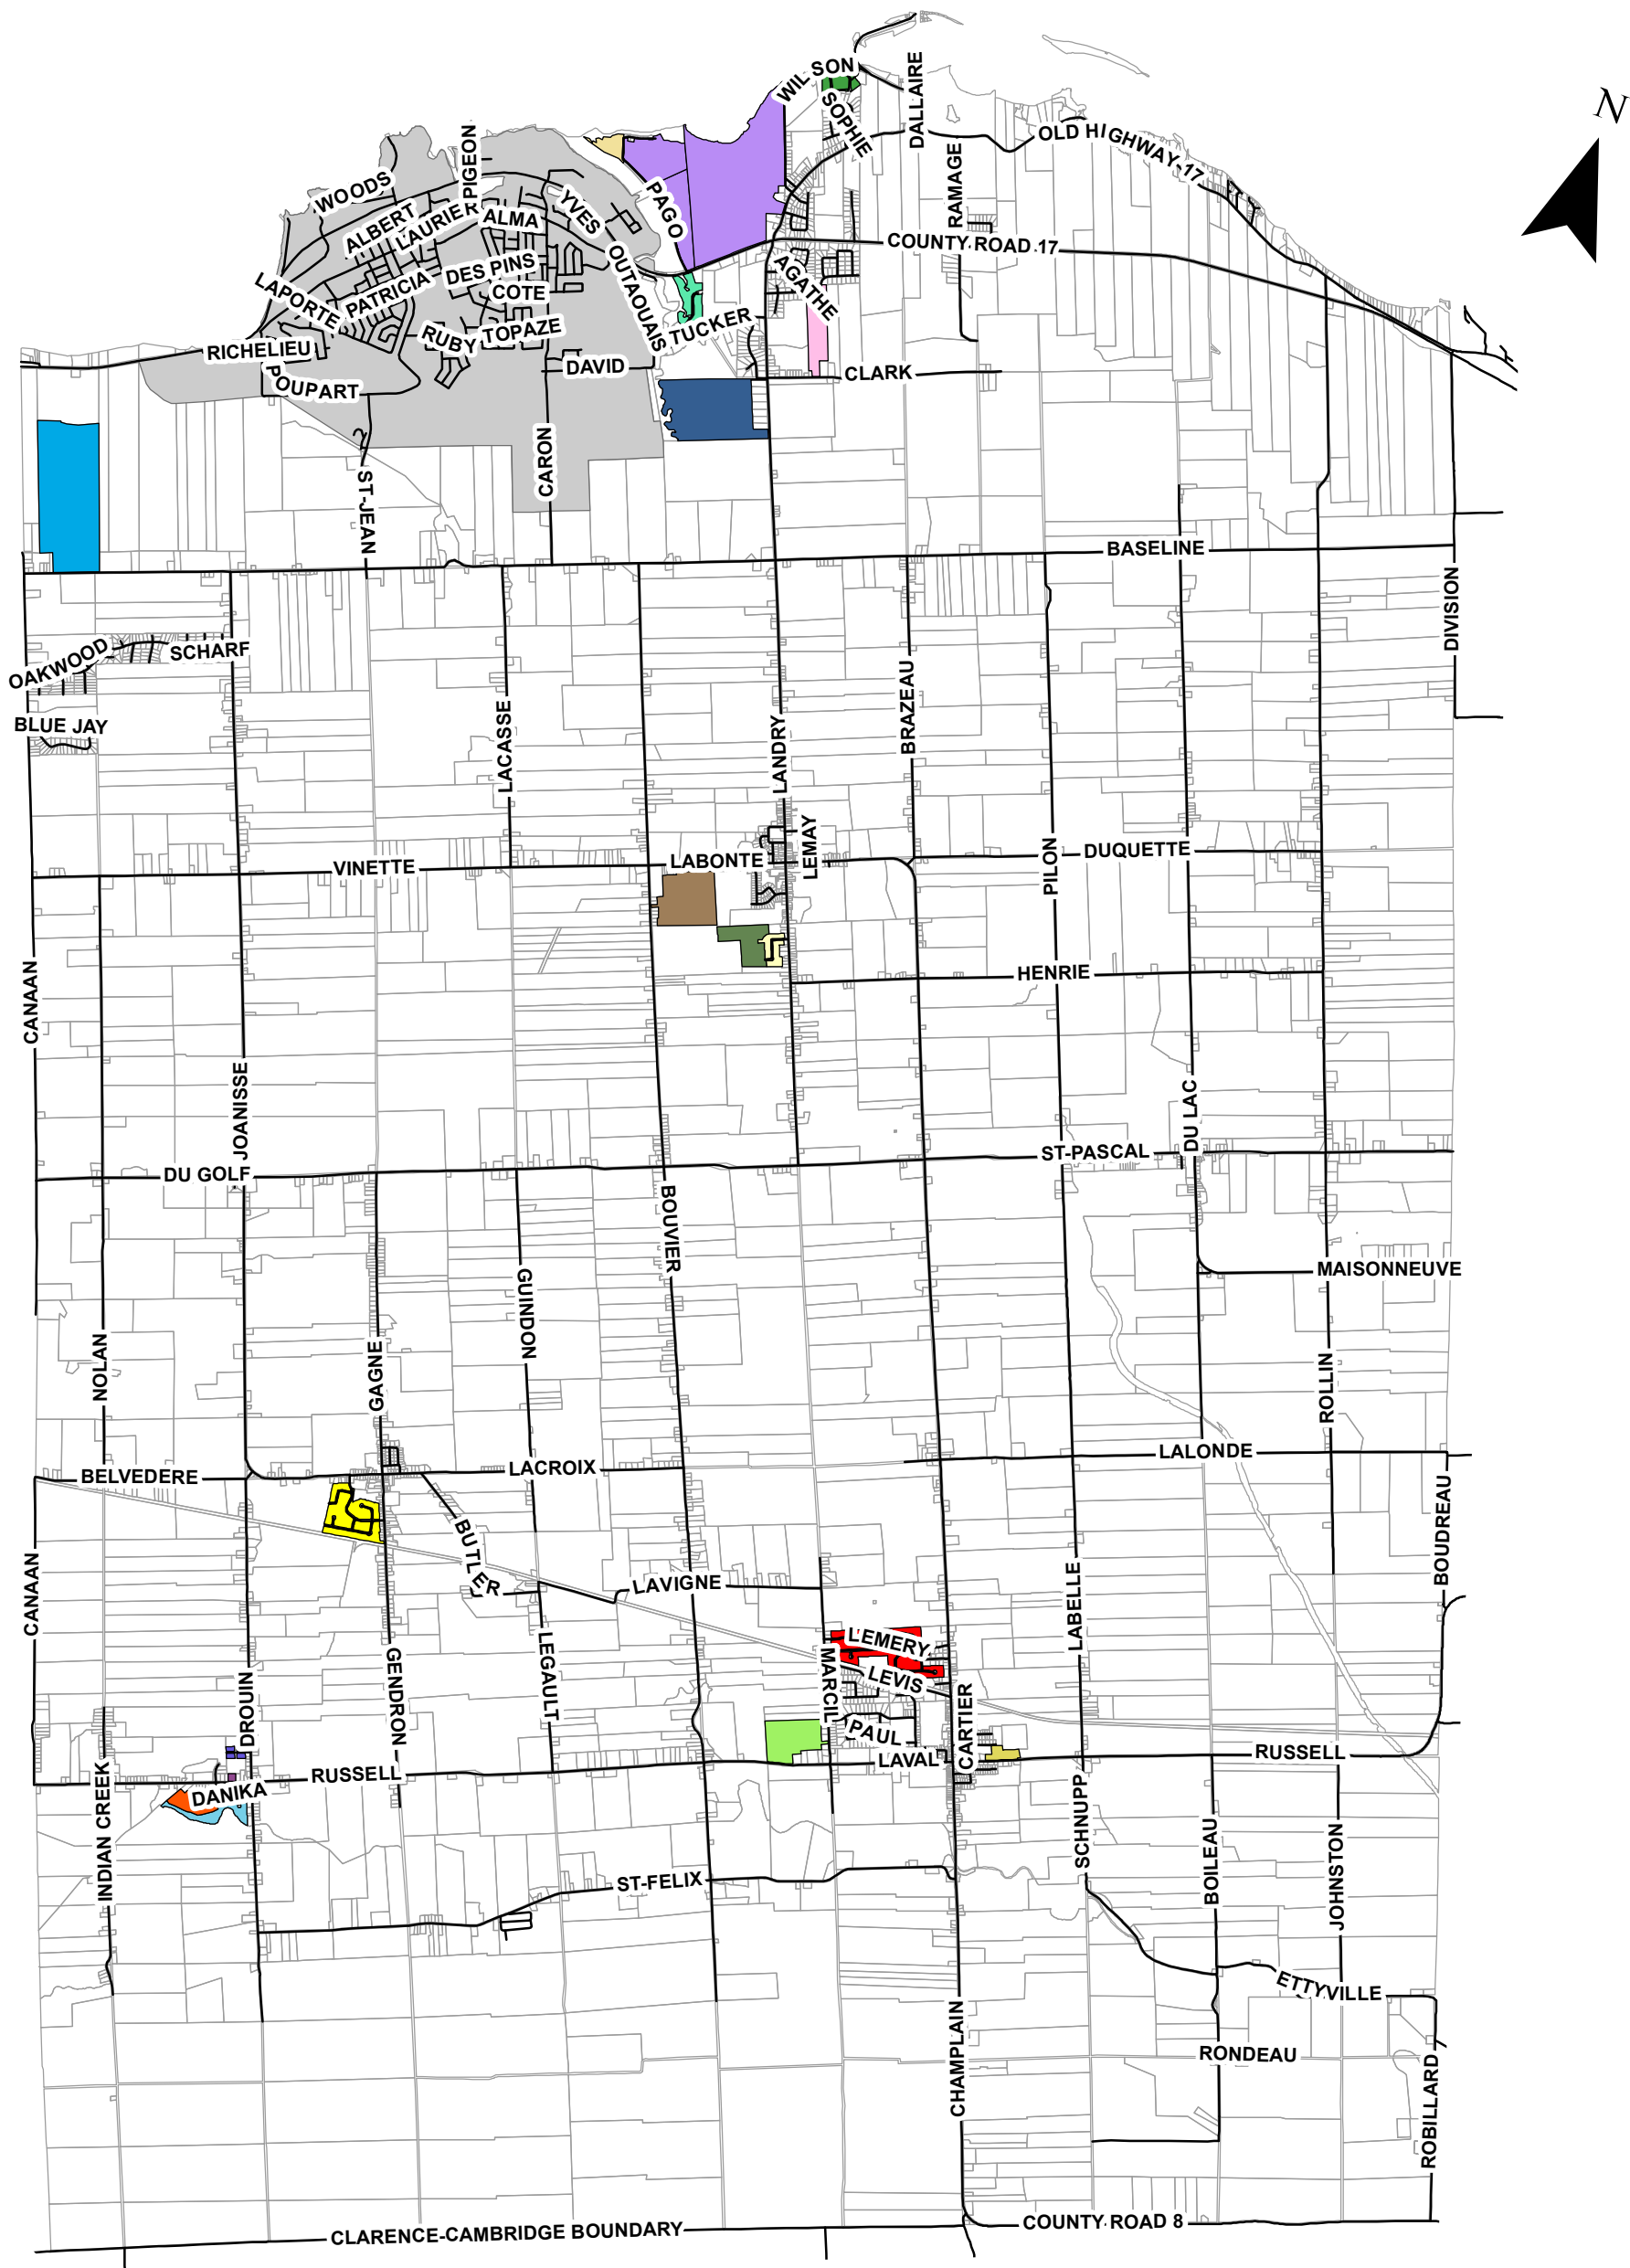 WILSON
DALLAIRE
N
SOPHIE
OLD HIGHWAY-17
PIGEON
WOODS
RAMAGE
ALBERT
LAURIER
ALMA
YVES
PAGO
COUNTY ROAD 17
DES PINS
OUTAOUAIS
AGATHE
LAPORTE
PATRICIA
COTE
TUCKER
RUBY
TOPAZE
RICHELIEU
DAVID
CLARK
POUPART
CARON
ST-JEAN
BASELINE
DIVISION
OAKWOOD
SCHARF
BLUE JAY
LACASSE
LANDRY
BRAZEAU
LEMAY
VINETTE
LABONTE
PILON
DUQUETTE
HENRIE
CANAAN
JOANISSE
DU LAC
ST-PASCAL
DU GOLF
BOUVIER
MAISONNEUVE
GUINDON
NOLAN
GAGNE
ROLLIN
LALONDE
BELVEDERE
LACROIX
BOUDREAU
BUTLER
CANAAN
LAVIGNE
LABELLE
LEMERY
LEGAULT
MARCIL
LEVIS
GENDRON
DROUIN
CARTIER
PAUL
LAVAL
RUSSELL
RUSSELL
DANIKA
INDIAN CREEK
SCHNUPP
BOILEAU
JOHNSTON
ST-FELIX
ETTYVILLE
CHAMPLAIN
RONDEAU
ROBILLARD
COUNTY ROAD 8
CLARENCE-CAMBRIDGE BOUNDARY